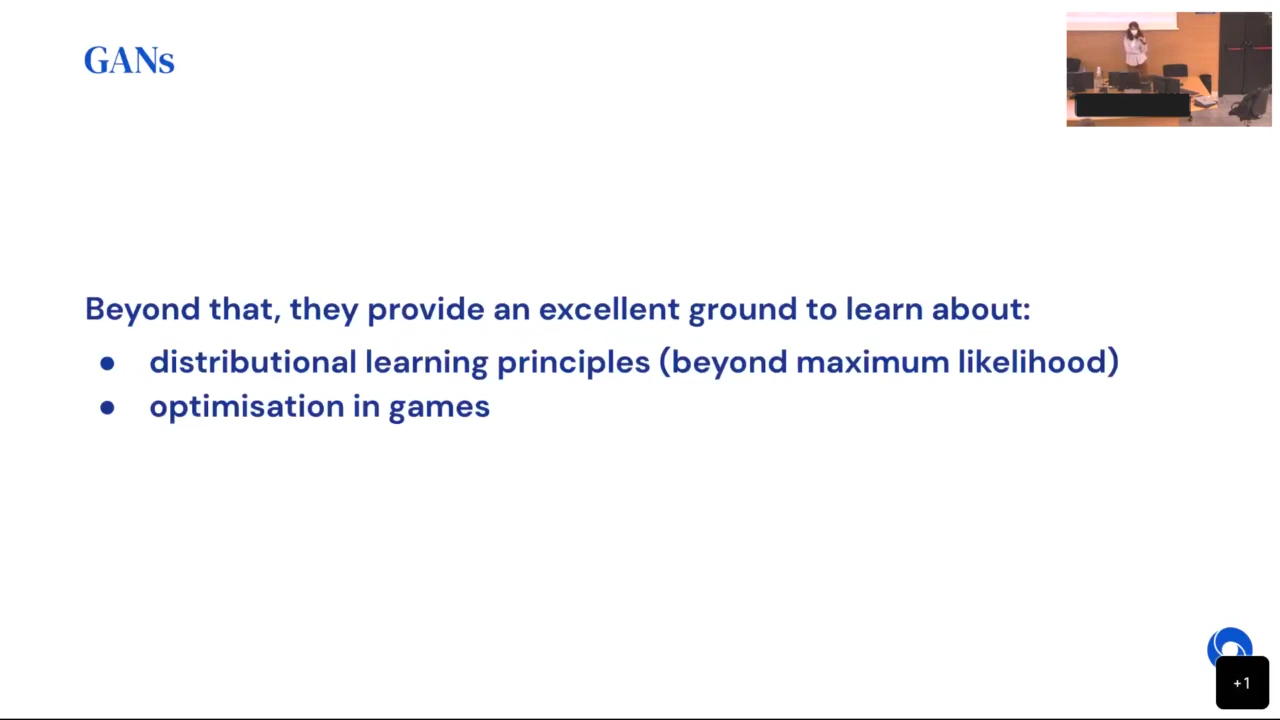 GANs
Beyond that, they provide an excellent ground to learn about:
● distributional learning principles (beyond maximum likelihood)
● optimisation in games
+1